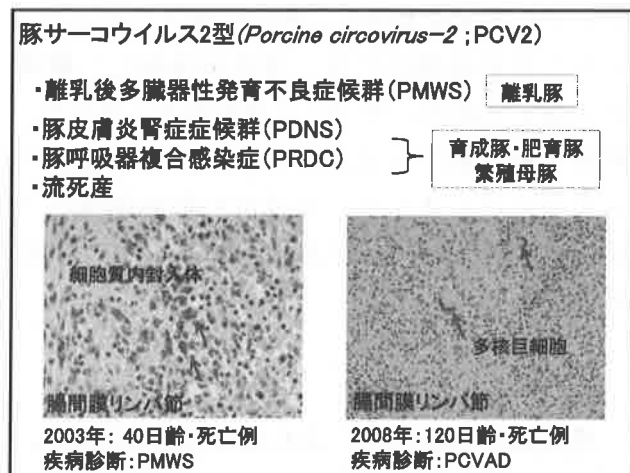 豚サーコウイルス2型(Porcine circovirus-2 ;PCV2)
・離乳後多臓器性発育不良症候群(PMWS)
離乳豚
・豚皮膚炎腎症症候群(PDNS)
・豚呼吸器複合感染症(PRDC)
・流死産
育成豚・肥育豚
繁殖母豚
細胞質内封入体
腸間膜リンパ節
多核巨細胞
腸間膜リンパ節
2003年: 40日齢・死亡例
疾病診断:PMWS
2008年:120日齢・死亡例
疾病診断:PCVAD